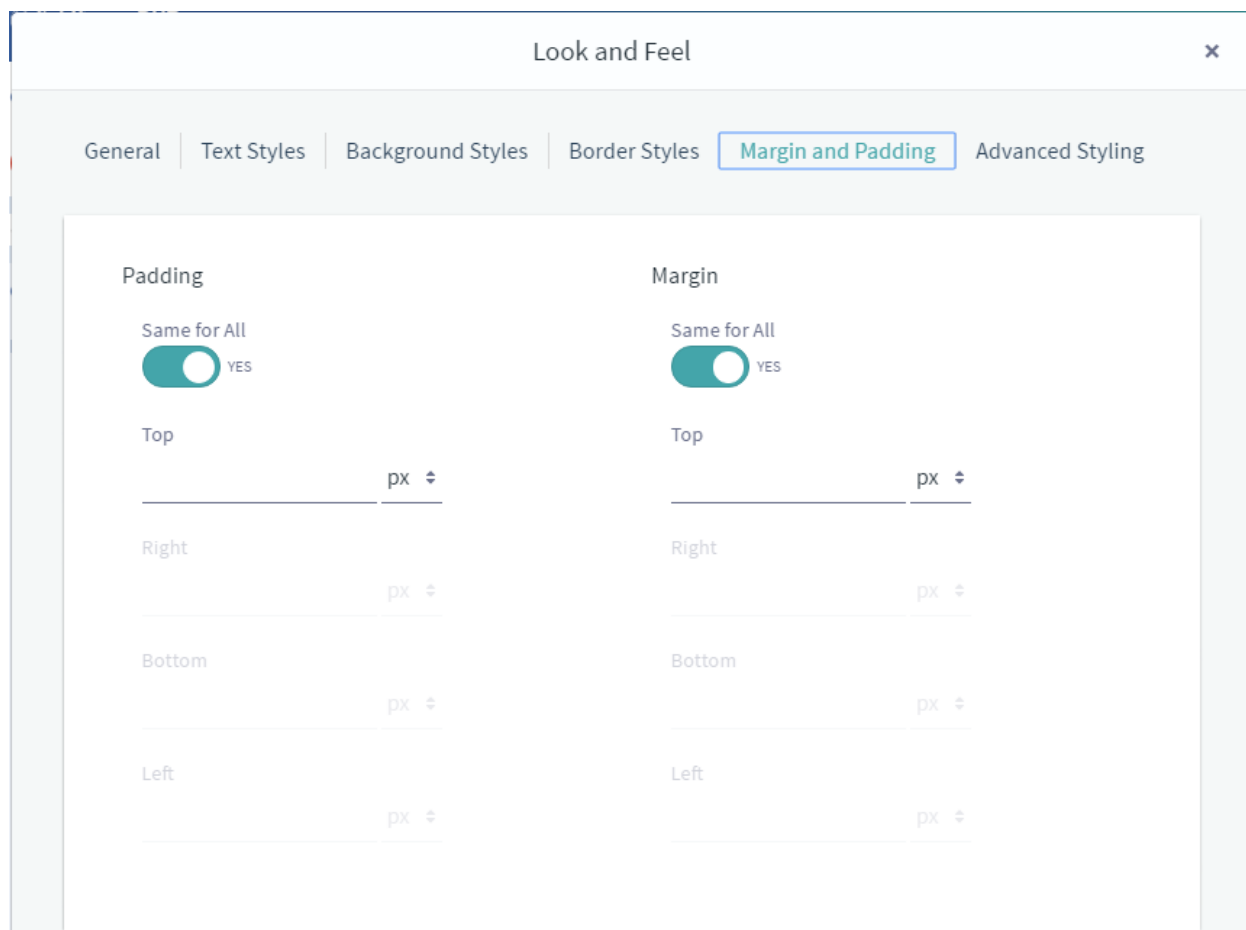 Look and Feel ×
General Text Styles Background Styles Border Styles Margin and Padding Advanced Styling
Padding
Same for All
YES
Top
px
Right
px
Bottom
px
Left
px
Margin
Same for All
YES
Top
px
Right
px
Bottom
px
Left
px